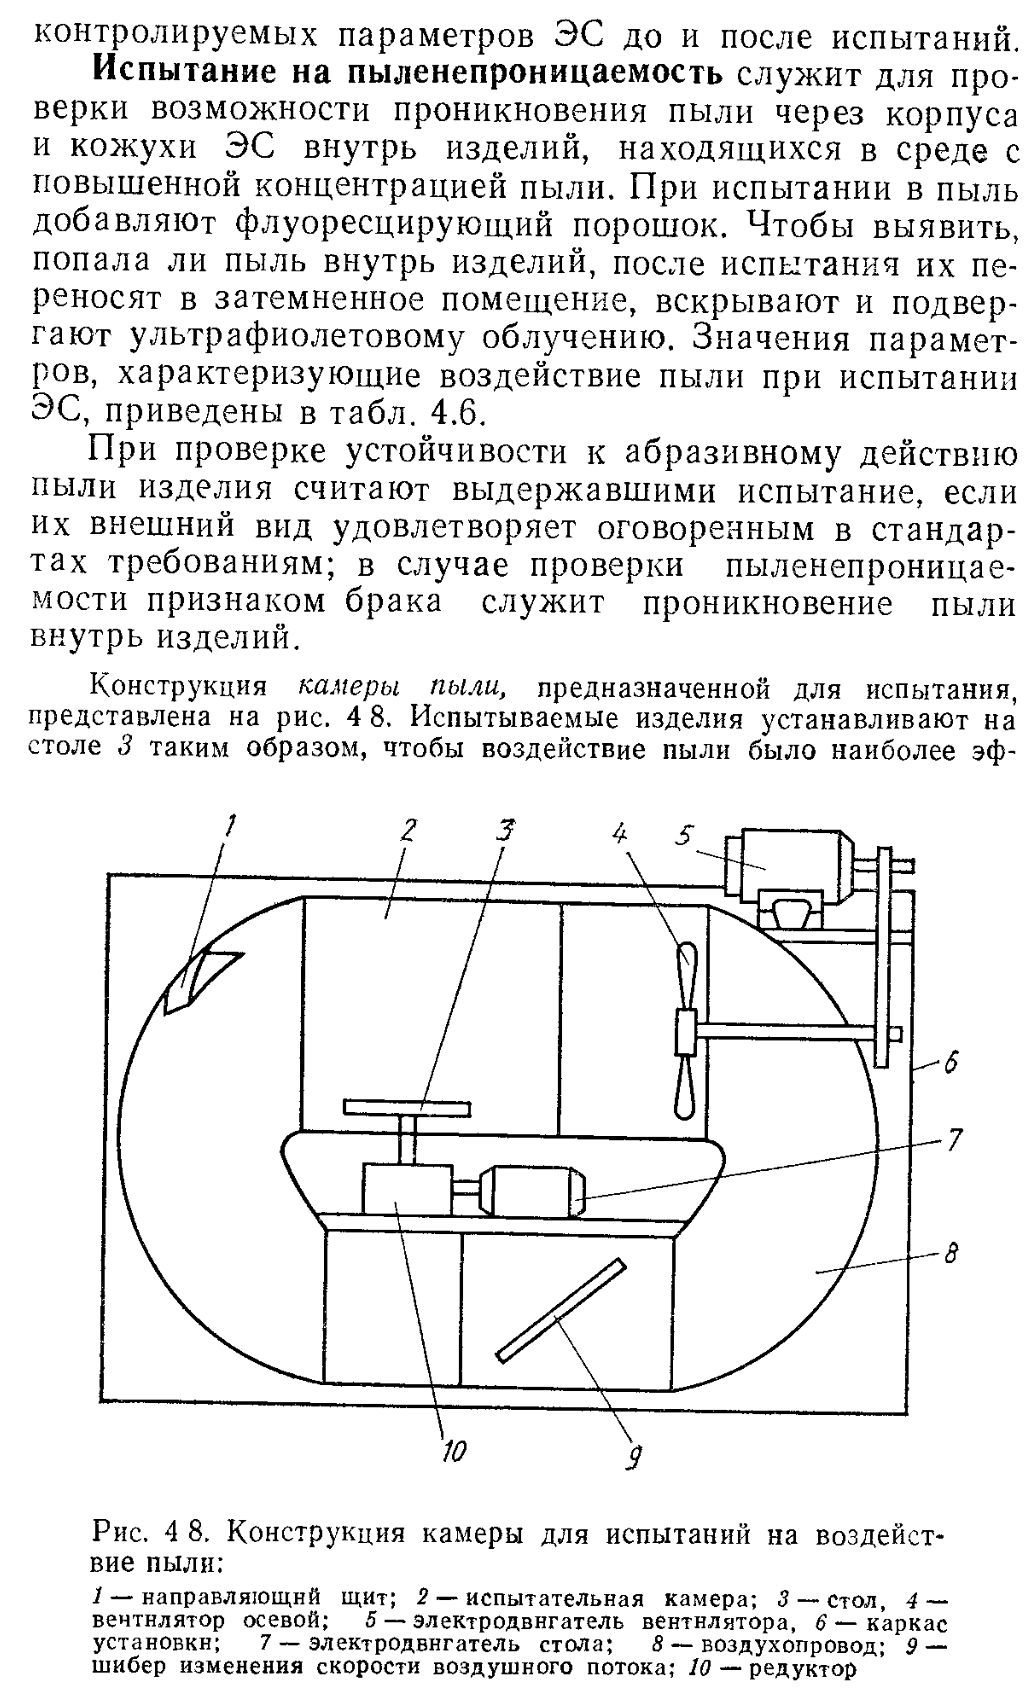 контролируемых параметров ЭС до и после испытаний.
Испытание на пыленепроницаемость служит для про-
верки возможности проникновения пыли через корпуса
и кожухи ЭС внутрь изделий, находящихся в среде с
повышенной концентрацией пыли. При испытании в пыль
добавляют флуоресцирующий порошок. Чтобы выявить,
попала ли пыль внутрь изделий, после испытания их пе-
реносят в затемненное помещение, вскрывают и подвер-
гают ультрафиолетовому облучению. Значения парамет-
ров, характеризующие воздействие пыли при испытании
ЭС, приведены в табл. 4.6.
При проверке устойчивости к абразивному действию
пыли изделия считают выдержавшими испытание, если
их внешний вид удовлетворяет оговоренным в стандар-
тах требованиям; в случае проверки пыленепроницае-
мости признаком брака служит проникновение пыли
внутрь изделий.
Конструкция камеры пыли, предназначенной для испытания,
представлена на рис. 4 8. Испытываемые изделия устанавливают на
столе 3 таким образом, чтобы воздействие пыли было наиболее эф-
1 2 3 4 5
6
7
8
10 9
Рис. 4 8. Конструкция камеры для испытаний на воздейст-
вие пыли:
1 — направляющий щит; 2 — испытательная камера; 3 — стол, 4 —
вентилятор осевой; 5 — электродвигатель вентилятора, 6 — каркас
установки; 7 — электродвигатель стола; 8 — воздухопровод; 9 —
шибер изменения скорости воздушного потока; 10 — редуктор